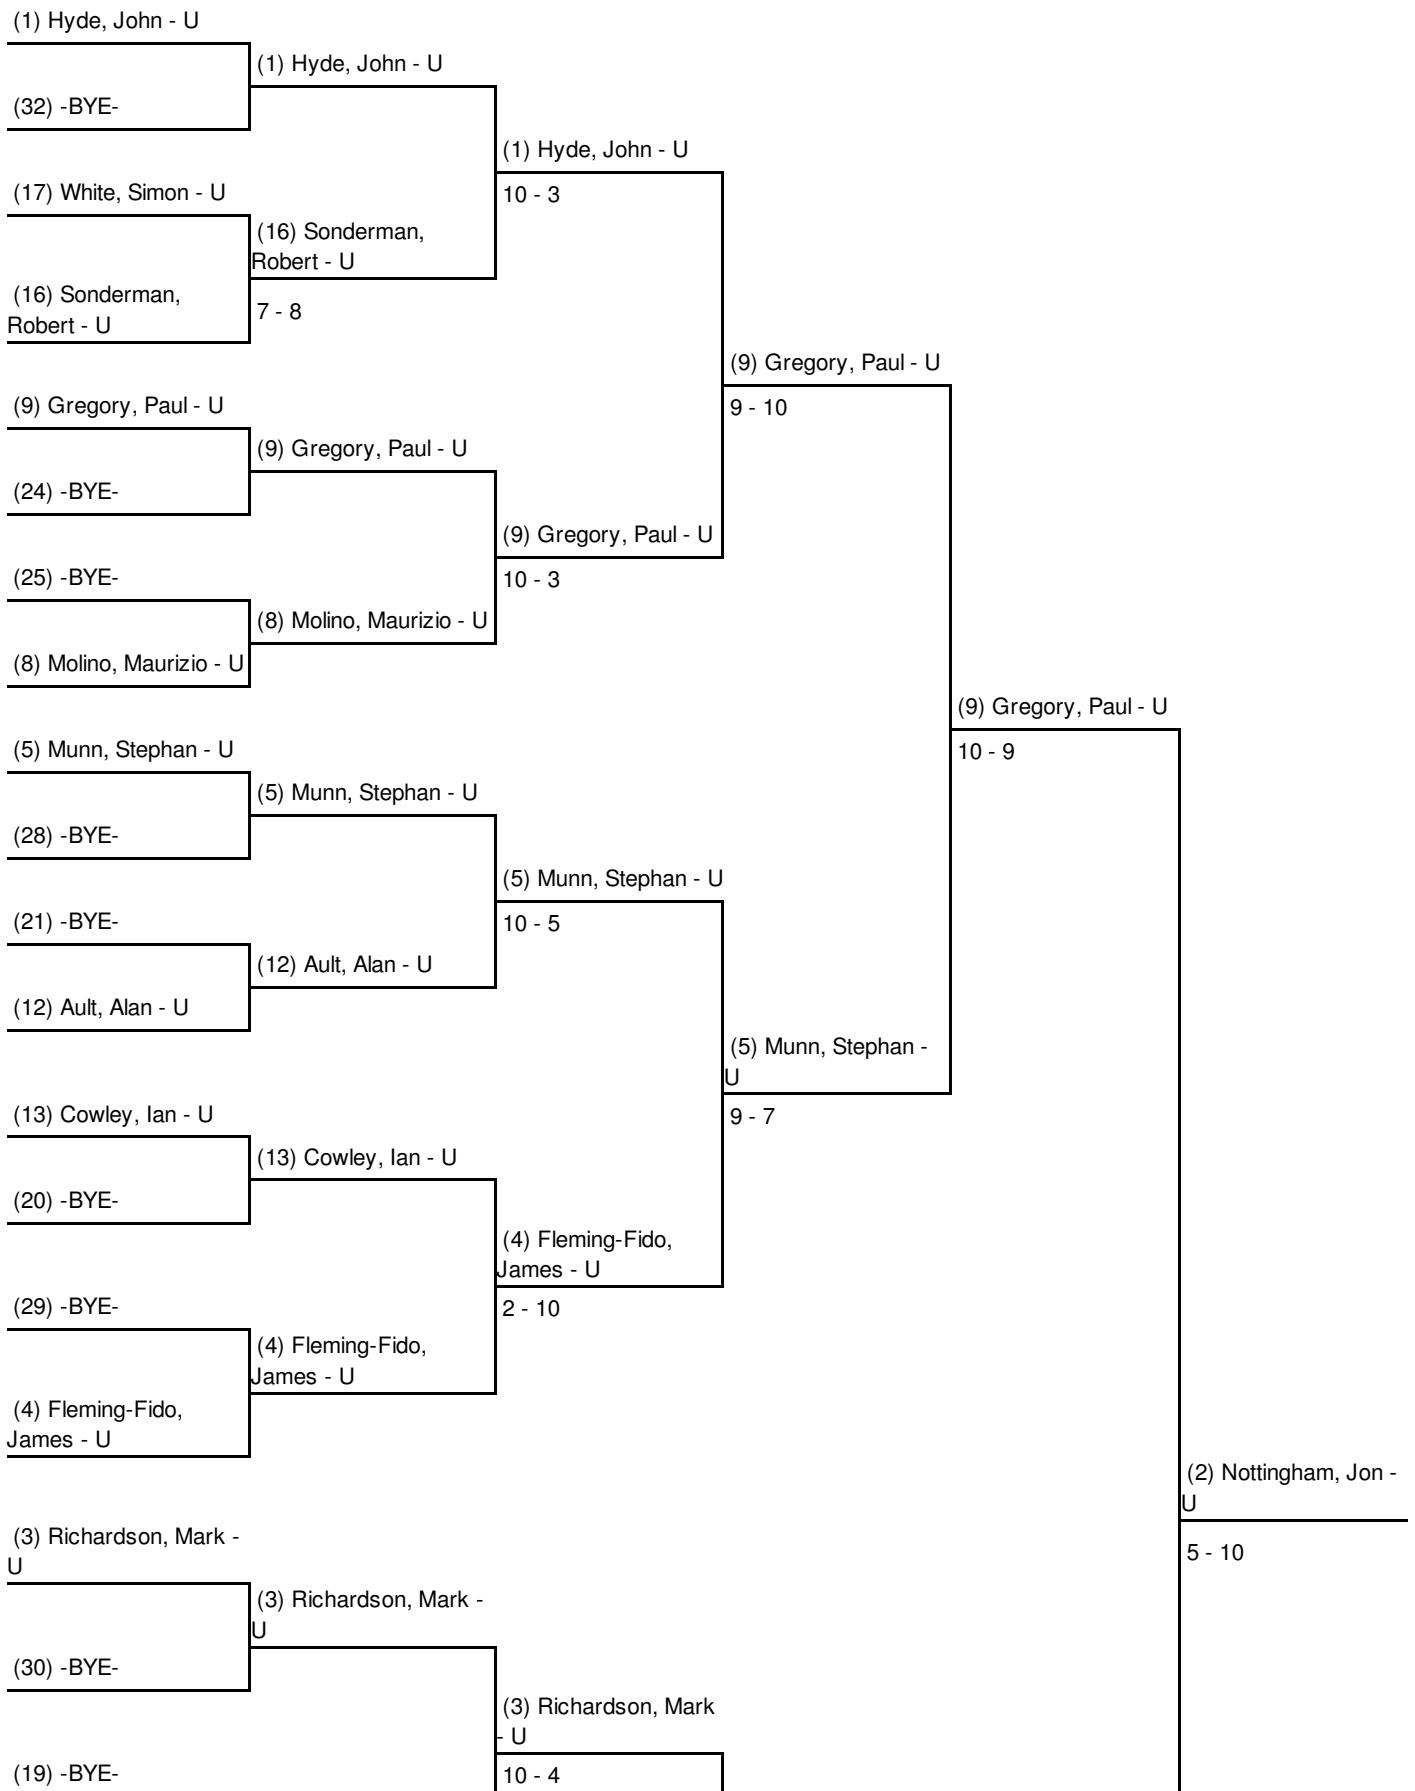 (1) Hyde, John - U
(1) Hyde, John - U
(32) -BYE-
(1) Hyde, John - U
(17) White, Simon - U
10 - 3
(16) Sonderman,
Robert - U
(16) Sonderman,
Robert - U
7 - 8
(9) Gregory, Paul - U
(9) Gregory, Paul - U
9 - 10
(9) Gregory, Paul - U
(24) -BYE-
(9) Gregory, Paul - U
(25) -BYE-
10 - 3
(8) Molino, Maurizio - U
(8) Molino, Maurizio - U
(9) Gregory, Paul - U
(5) Munn, Stephan - U
10 - 9
(5) Munn, Stephan - U
(28) -BYE-
(5) Munn, Stephan - U
(21) -BYE-
10 - 5
(12) Ault, Alan - U
(12) Ault, Alan - U
(5) Munn, Stephan -
U
(13) Cowley, Ian - U
9 - 7
(13) Cowley, Ian - U
(20) -BYE-
(4) Fleming-Fido,
James - U
(29) -BYE-
2 - 10
(4) Fleming-Fido,
James - U
(4) Fleming-Fido,
James - U
(2) Nottingham, Jon -
U
(3) Richardson, Mark -
U
5 - 10
(3) Richardson, Mark -
U
(30) -BYE-
(3) Richardson, Mark
- U
(19) -BYE-
10 - 4